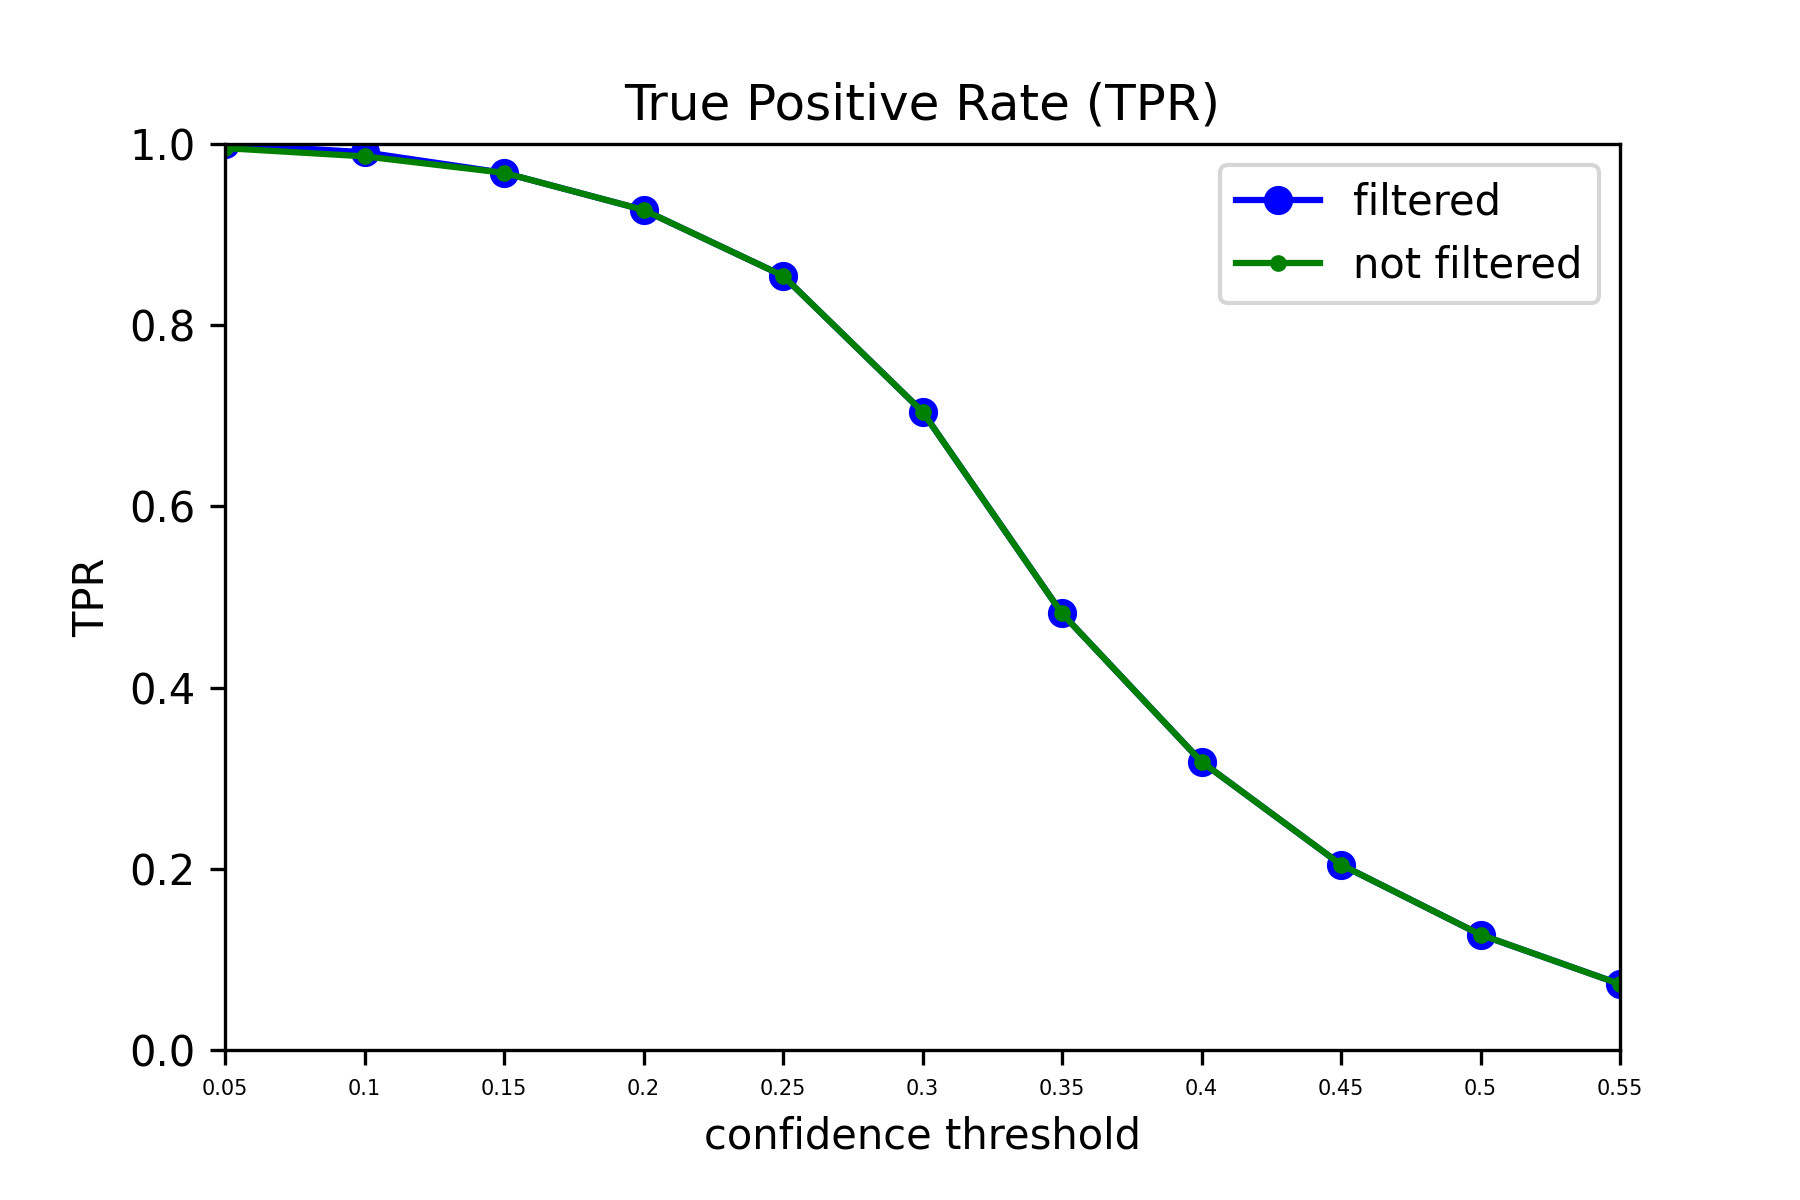 True Positive Rate (TPR)
filtered
not filtered
1.0
0.8
0.6
0.4
0.2
0.0
TPR
0.05 0.1 0.15 0.2 0.25 0.3 0.35 0.4 0.45 0.5 0.55
confidence threshold